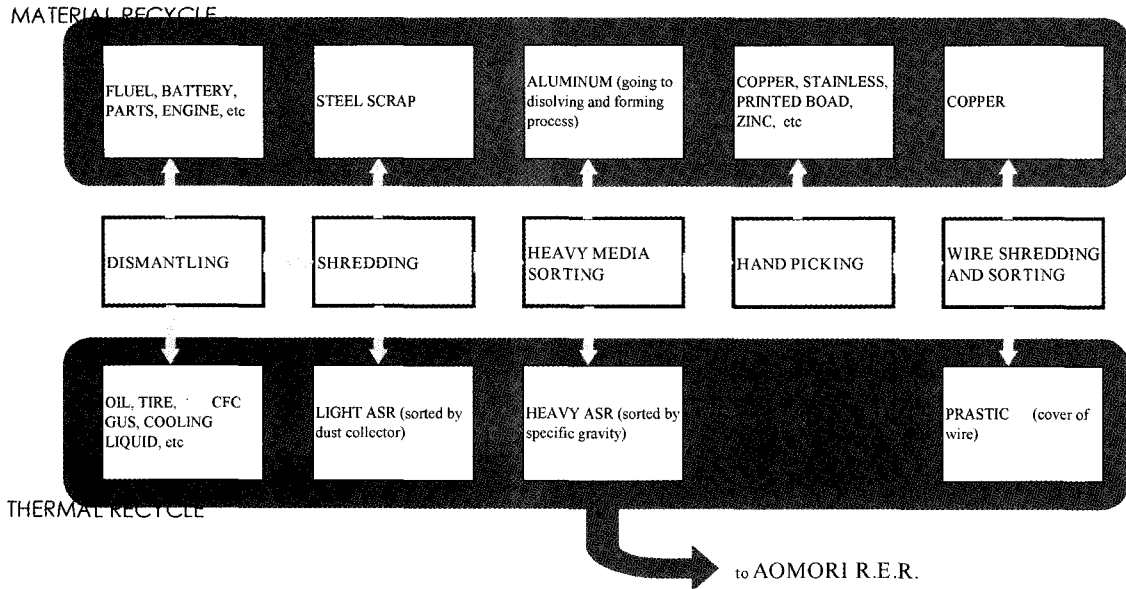 MATERIAL RECYCLE
FLUEL, BATTERY,
PARTS, ENGINE, etc
STEEL SCRAP
ALUMINUM (going to
disolving and forming
process)
COPPER, STAINLESS,
PRINTED BOAD,
ZINC, etc
COPPER
DISMANTLING
SHREDDING
HEAVY MEDIA
SORTING
HAND PICKING
WIRE SHREDDING
AND SORTING
OIL, TIRE, CFC
GUS, COOLING
LIQUID, etc
LIGHT ASR (sorted by
dust collector)
HEAVY ASR (sorted by
specific gravity)
PRASTIC (cover of
wire)
THERMAL RECYCLE
to AOMORI R.E.R.